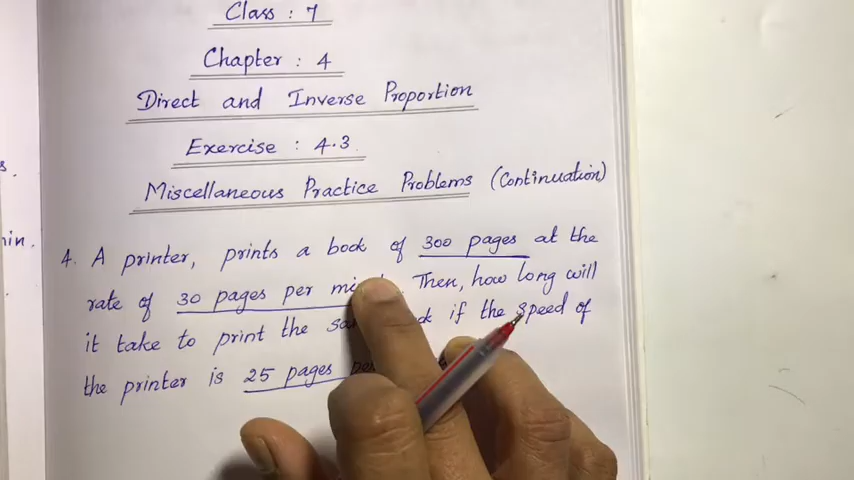 Class : 7
Chapter : 4
Direct and Inverse Proportion
Exercise : 4.3
Miscellaneous Practice Problems (Continuation)
4. A printer, prints a book of 300 pages at the
rate of 30 pages per Then, how long will
it take to print the if the speed of
the printer is 25 pages
s.